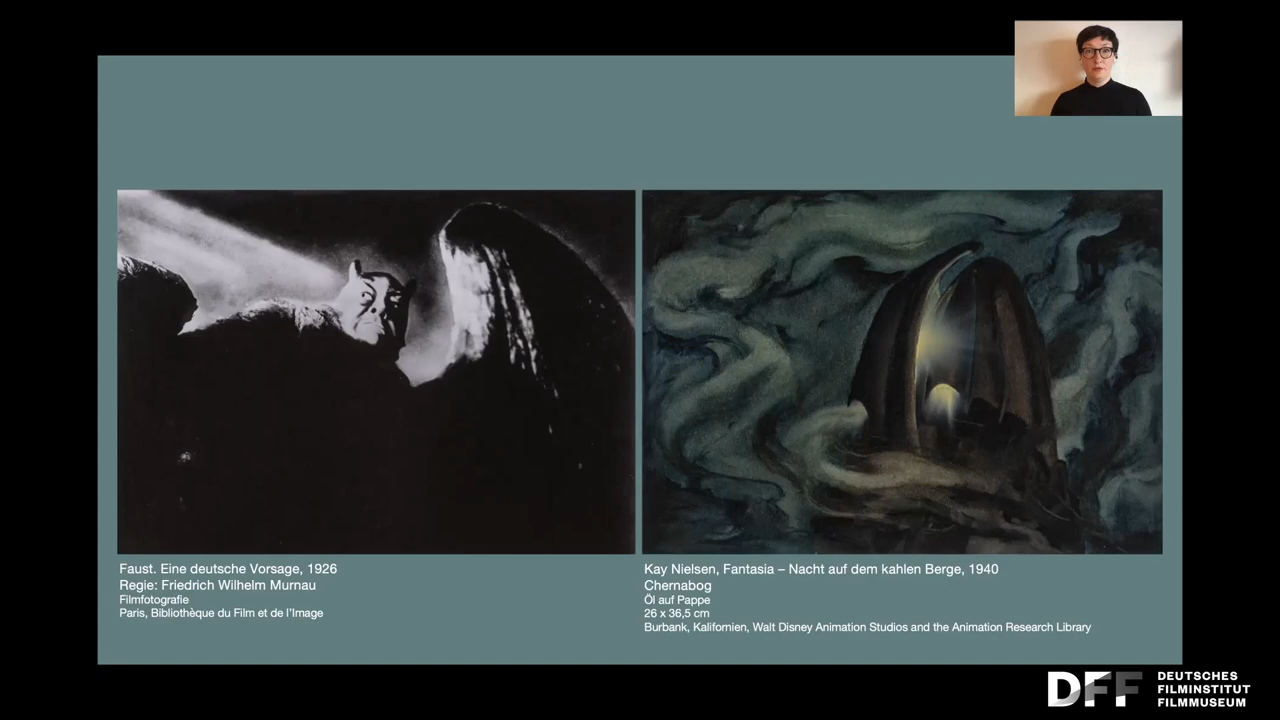 Faust. Eine deutsche Vorsage, 1926
Regie: Friedrich Wilhelm Murnau
Filmfotografie
Paris, Bibliothèque du Film et de l'Image
Kay Nielsen, Fantasia – Nacht auf dem kahlen Berge, 1940
Chernabog
Öl auf Pappe
26 x 36,5 cm
Burbank, Kalifornien, Walt Disney Animation Studios and the Animation Research Library
DFF
DEUTSCHES
FILMINSTITUT
FILMMUSEUM